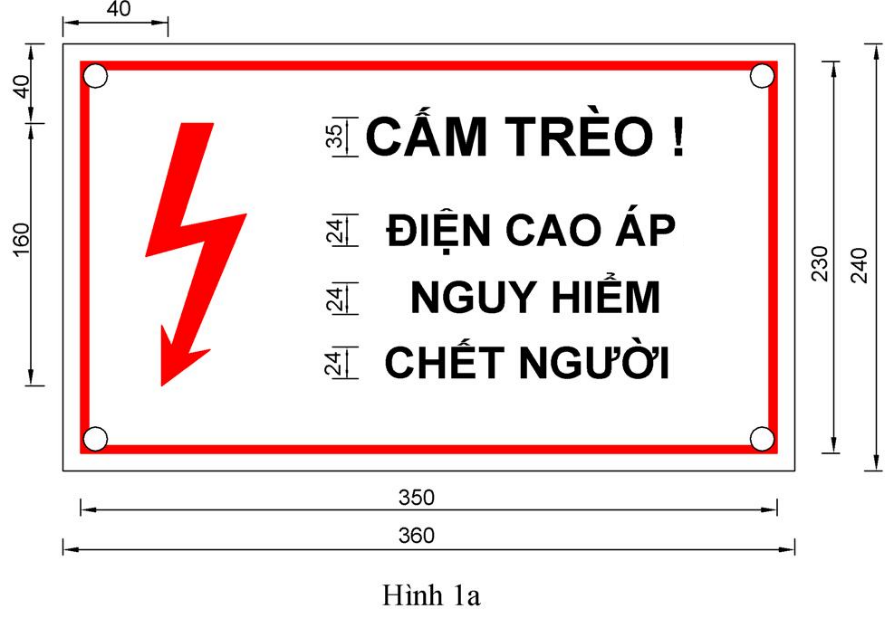 40
40
160
35
CẤM TRÈO !
24
ĐIỆN CAO ÁP
24
NGUY HIỂM
24
CHẾT NGƯỜI
230
240
350
360
Hình 1a